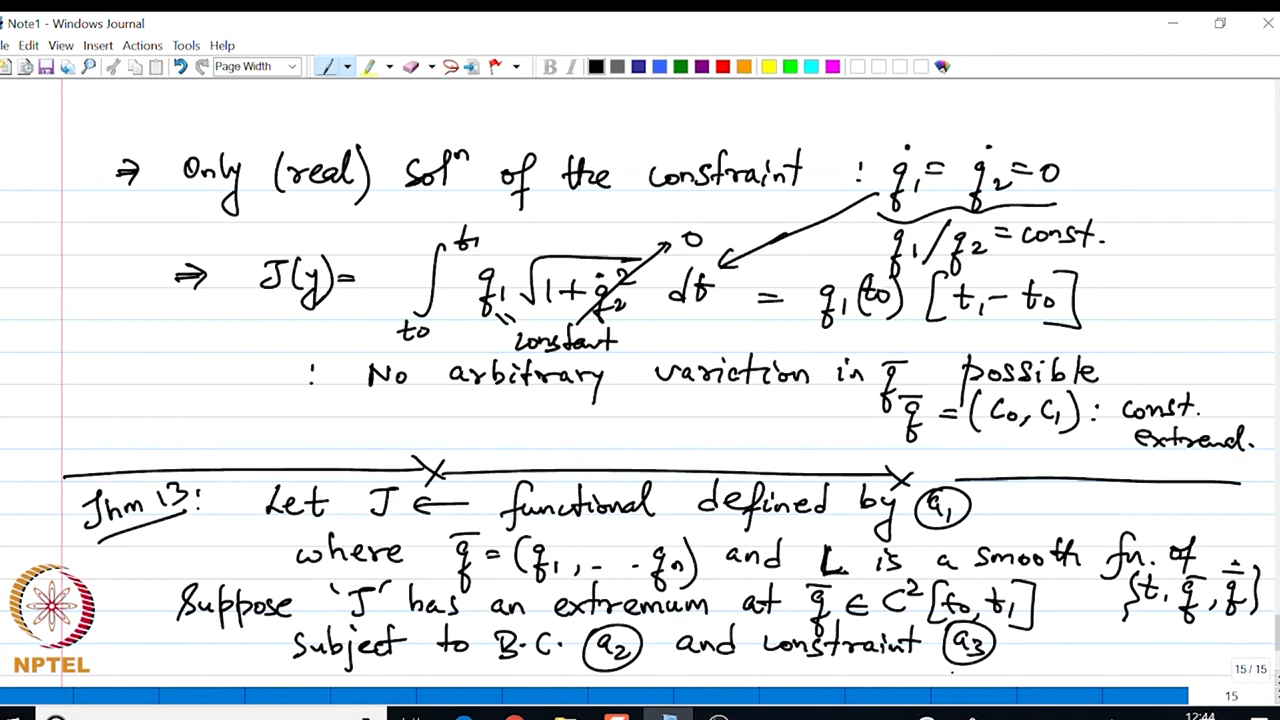 Note1 - Windows Journal
le Edit View Insert Actions Tools Help
Page Width
B I
⇒ Only (real) solⁿ of the constraint : q̇₁ = q̇₂ = 0
q₁/q₂ = const.
⇒ J(y) = ∫_{t₀}^{t₁} q₁ √(1 + q̇₂²) dt = q₁(t₀) [t₁ - t₀]
0
constant
: No arbitrary variation in q̄ possible
q̄ = (C₀, C₁) : const.
extremal.
Thm 13: Let J ← functional defined by a₁
where q̄ = (q₁, . . . qₙ) and L is a smooth fn. of
{t, q̄, q̄̇}
Suppose 'J' has an extremum at q̄ ∈ C² [t₀, t₁]
subject to B.C. a₂ and constraint a₃
NPTEL
15 / 15
15
12:44